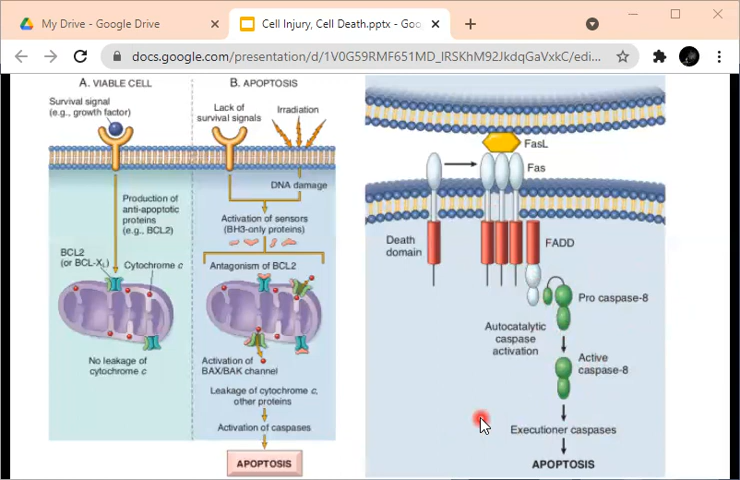 My Drive - Google Drive
Cell Injury, Cell Death.pptx - Goo
docs.google.com/presentation/d/1V0G59RMF651MD_IRSKhM92JkdqGaVxkC/edi...
A. VIABLE CELL
Survival signal
(e.g., growth factor)
Production of
anti-apoptotic
proteins
(e.g., BCL2)
BCL2
(or BCL-XL)
Cytochrome c
No leakage of
cytochrome c
B. APOPTOSIS
Lack of
survival signals
Irradiation
DNA damage
Activation of sensors
(BH3-only proteins)
Antagonism of BCL2
Activation of
BAX/BAK channel
Leakage of cytochrome c,
other proteins
Activation of caspases
APOPTOSIS
FasL
Fas
Death
domain
FADD
Pro caspase-8
Autocatalytic
caspase
activation
Active
caspase-8
Executioner caspases
APOPTOSIS